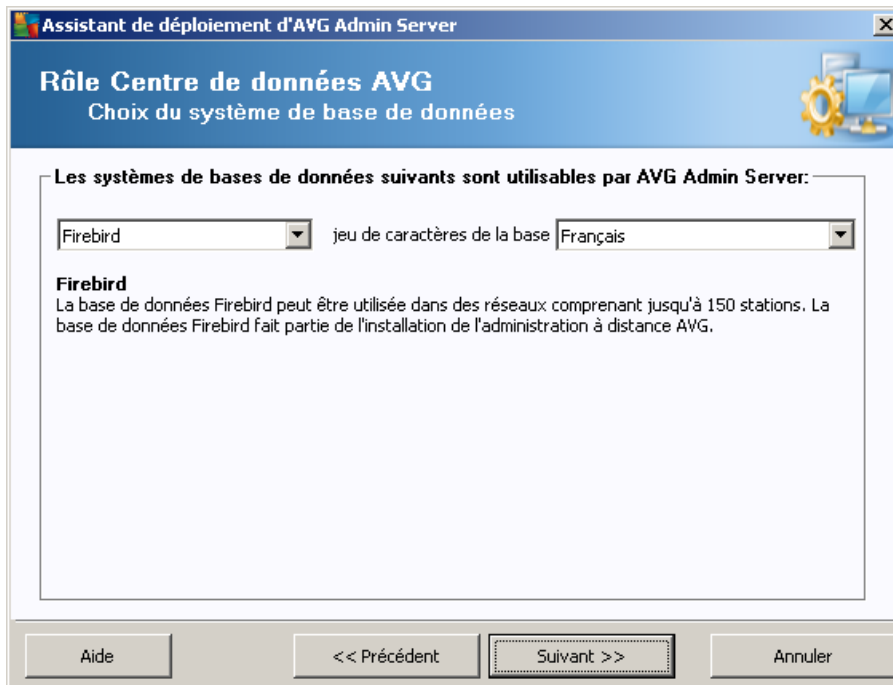 Assistant de déploiement d'AVG Admin Server
Rôle Centre de données AVG
Choix du système de base de données
Les systèmes de bases de données suivants sont utilisables par AVG Admin Server:
Firebird
jeu de caractères de la base
Français
Firebird
La base de données Firebird peut être utilisée dans des réseaux comprenant jusqu'à 150 stations. La
base de données Firebird fait partie de l'installation de l'administration à distance AVG.
Aide
<< Précédent
Suivant >>
Annuler